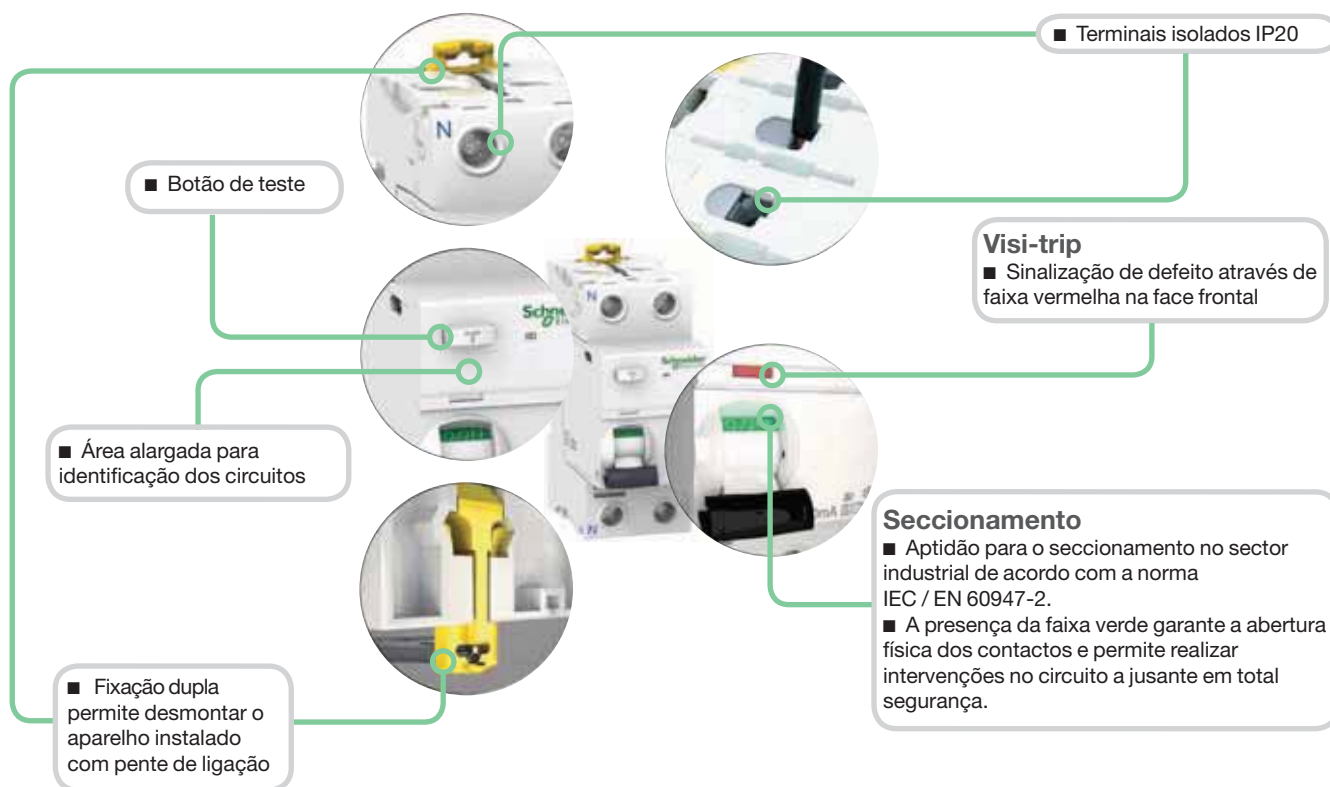 ■ Terminais isolados IP20
N
■ Botão de teste
Visi-trip
■ Sinalização de defeito através de
faixa vermelha na face frontal
N
Schneider
■ Área alargada para
identificação dos circuitos
N
Seccionamento
■ Aptidão para o seccionamento no sector
industrial de acordo com a norma
IEC / EN 60947-2.
■ A presença da faixa verde garante a abertura
física dos contactos e permite realizar
intervenções no circuito a jusante em total
segurança.
■ Fixação dupla
permite desmontar o
aparelho instalado
com pente de ligação